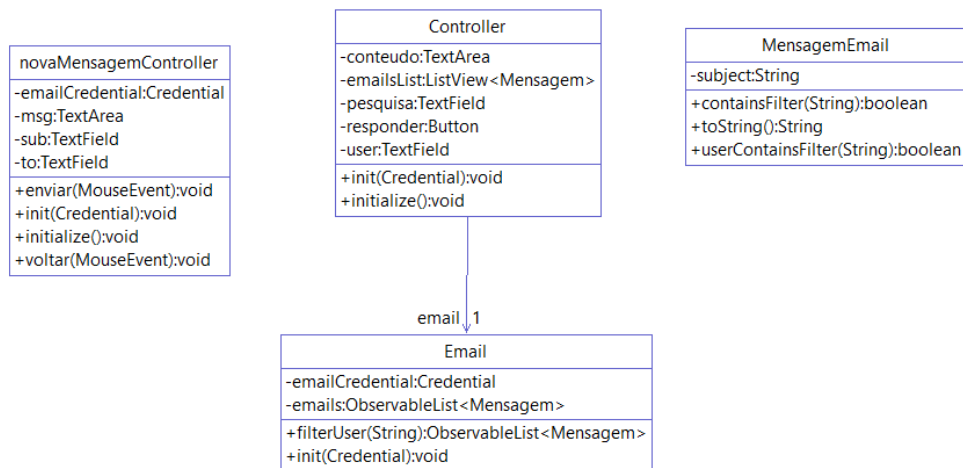 novaMensagemController
-emailCredential:Credential
-msg:TextArea
-sub:TextField
-to:TextField
+enviar(MouseEvent):void
+init(Credential):void
+initialize():void
+voltar(MouseEvent):void
Controller
-conteudo:TextArea
-emailsList:ListView<Mensagem>
-pesquisa:TextField
-responder:Button
-user:TextField
+init(Credential):void
+initialize():void
MensagemEmail
-subject:String
+containsFilter(String):boolean
+toString():String
+userContainsFilter(String):boolean
email 1
Email
-emailCredential:Credential
-emails:ObservableList<Mensagem>
+filterUser(String):ObservableList<Mensagem>
+init(Credential):void